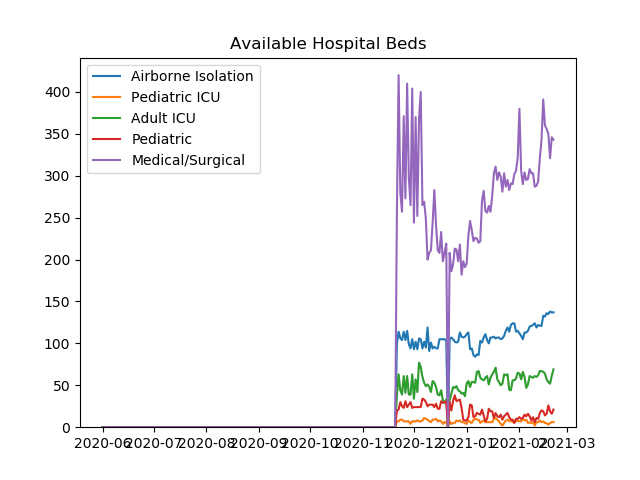 Available Hospital Beds
Airborne Isolation
Pediatric ICU
Adult ICU
Pediatric
Medical/Surgical
400
350
300
250
200
150
100
50
0
2020-06 2020-07 2020-08 2020-09 2020-10 2020-11 2020-12 2021-01 2021-02 2021-03